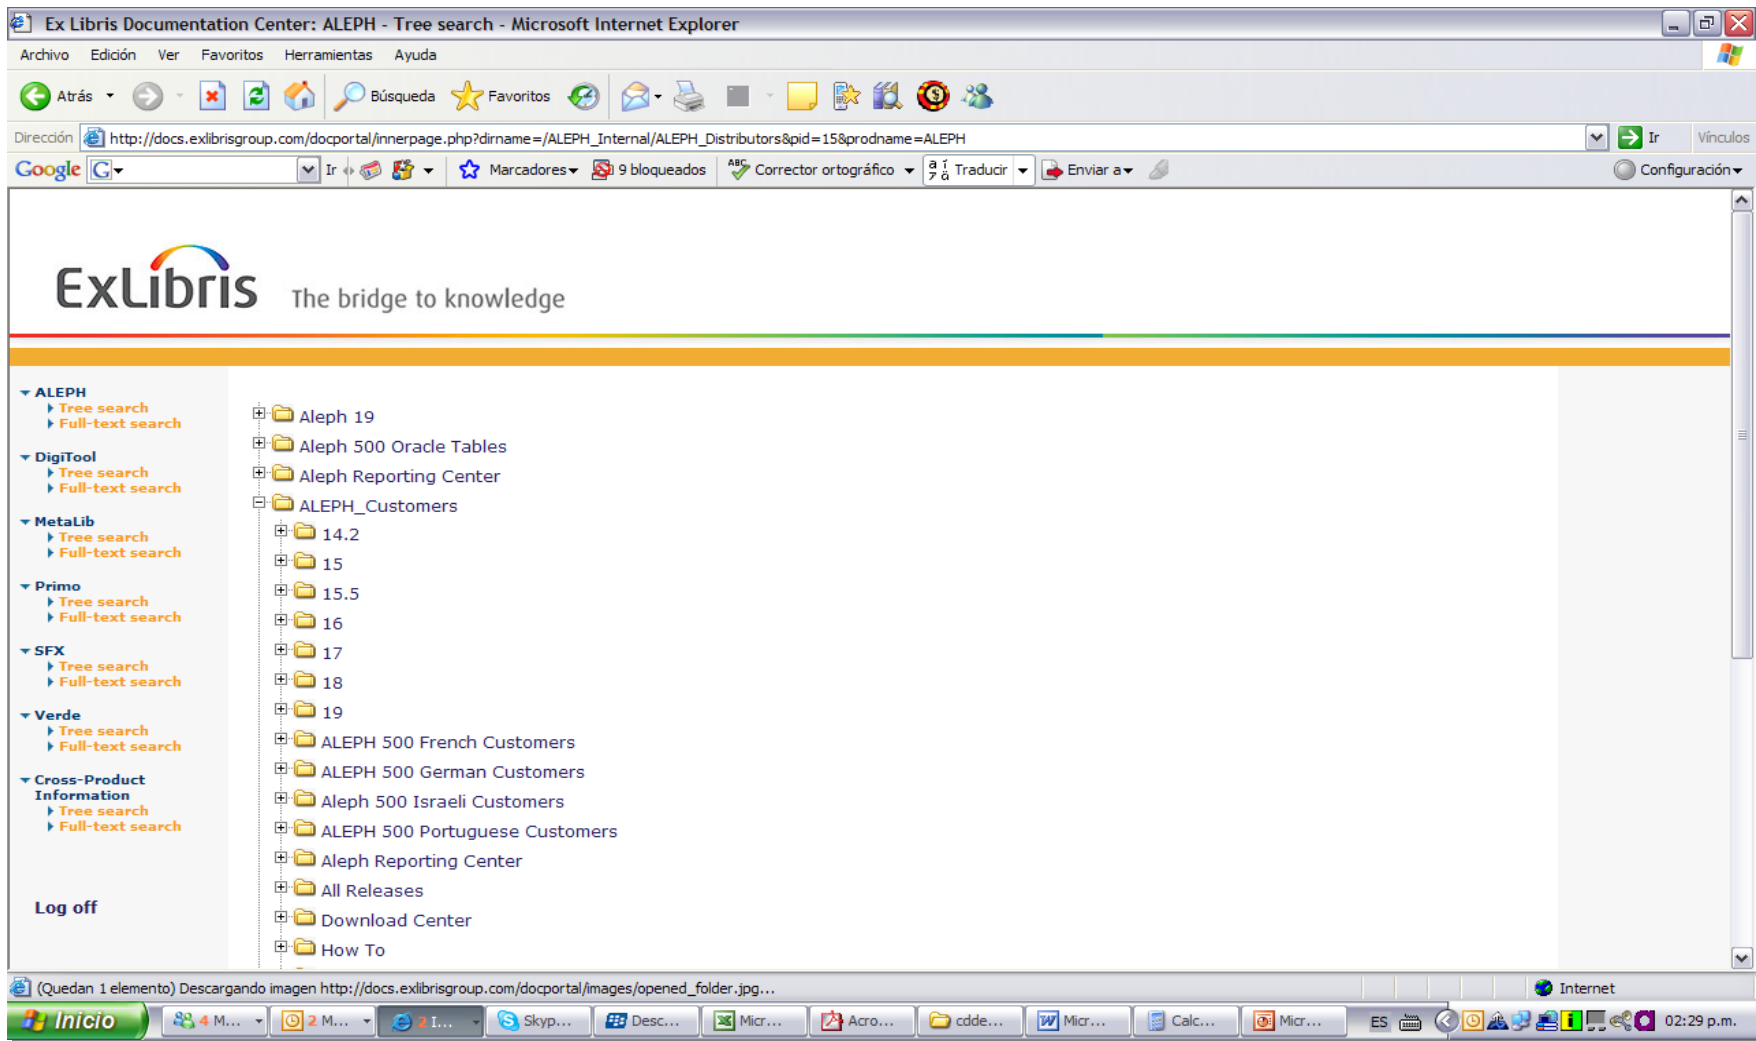 Ex Libris Documentation Center: ALEPH - Tree search - Microsoft Internet Explorer
Archivo Edición Ver Favoritos Herramientas Ayuda
Atrás Búsqueda Favoritos
Dirección http://docs.exlibrisgroup.com/docportal/innerpage.php?dirname=/ALEPH_Internal/ALEPH_Distributors&pid=15&prodname=ALEPH Ir Vínculos
Google G Ir Marcadores 9 bloqueados Corrector ortográfico Traducir Enviar a Configuración
ExLibris The bridge to knowledge
ALEPH
Tree search
Full-text search
DigiTool
Tree search
Full-text search
MetaLib
Tree search
Full-text search
Primo
Tree search
Full-text search
SFX
Tree search
Full-text search
Verde
Tree search
Full-text search
Cross-Product
Information
Tree search
Full-text search
Log off
Aleph 19
Aleph 500 Oracle Tables
Aleph Reporting Center
ALEPH_Customers
14.2
15
15.5
16
17
18
19
ALEPH 500 French Customers
ALEPH 500 German Customers
Aleph 500 Israeli Customers
ALEPH 500 Portuguese Customers
Aleph Reporting Center
All Releases
Download Center
How To
(Quedan 1 elemento) Descargando imagen http://docs.exlibrisgroup.com/docportal/images/opened_folder.jpg... Internet
Inicio 4 M... 2 M... 2 I... Skyp... Desc... Micr... Acro... cdde... Micr... Calc... Micr... ES 02:29 p.m.